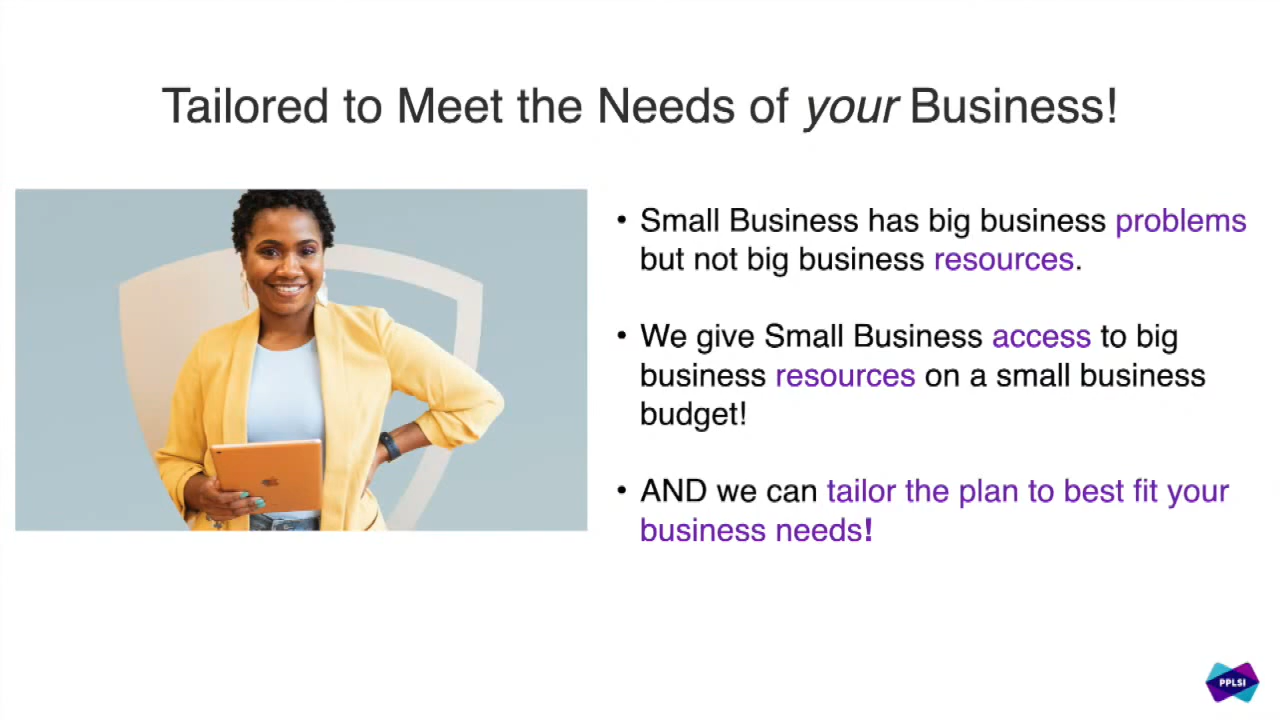 Tailored to Meet the Needs of your Business!
• Small Business has big business problems
but not big business resources.
• We give Small Business access to big
business resources on a small business
budget!
• AND we can tailor the plan to best fit your
business needs!
PPLSI